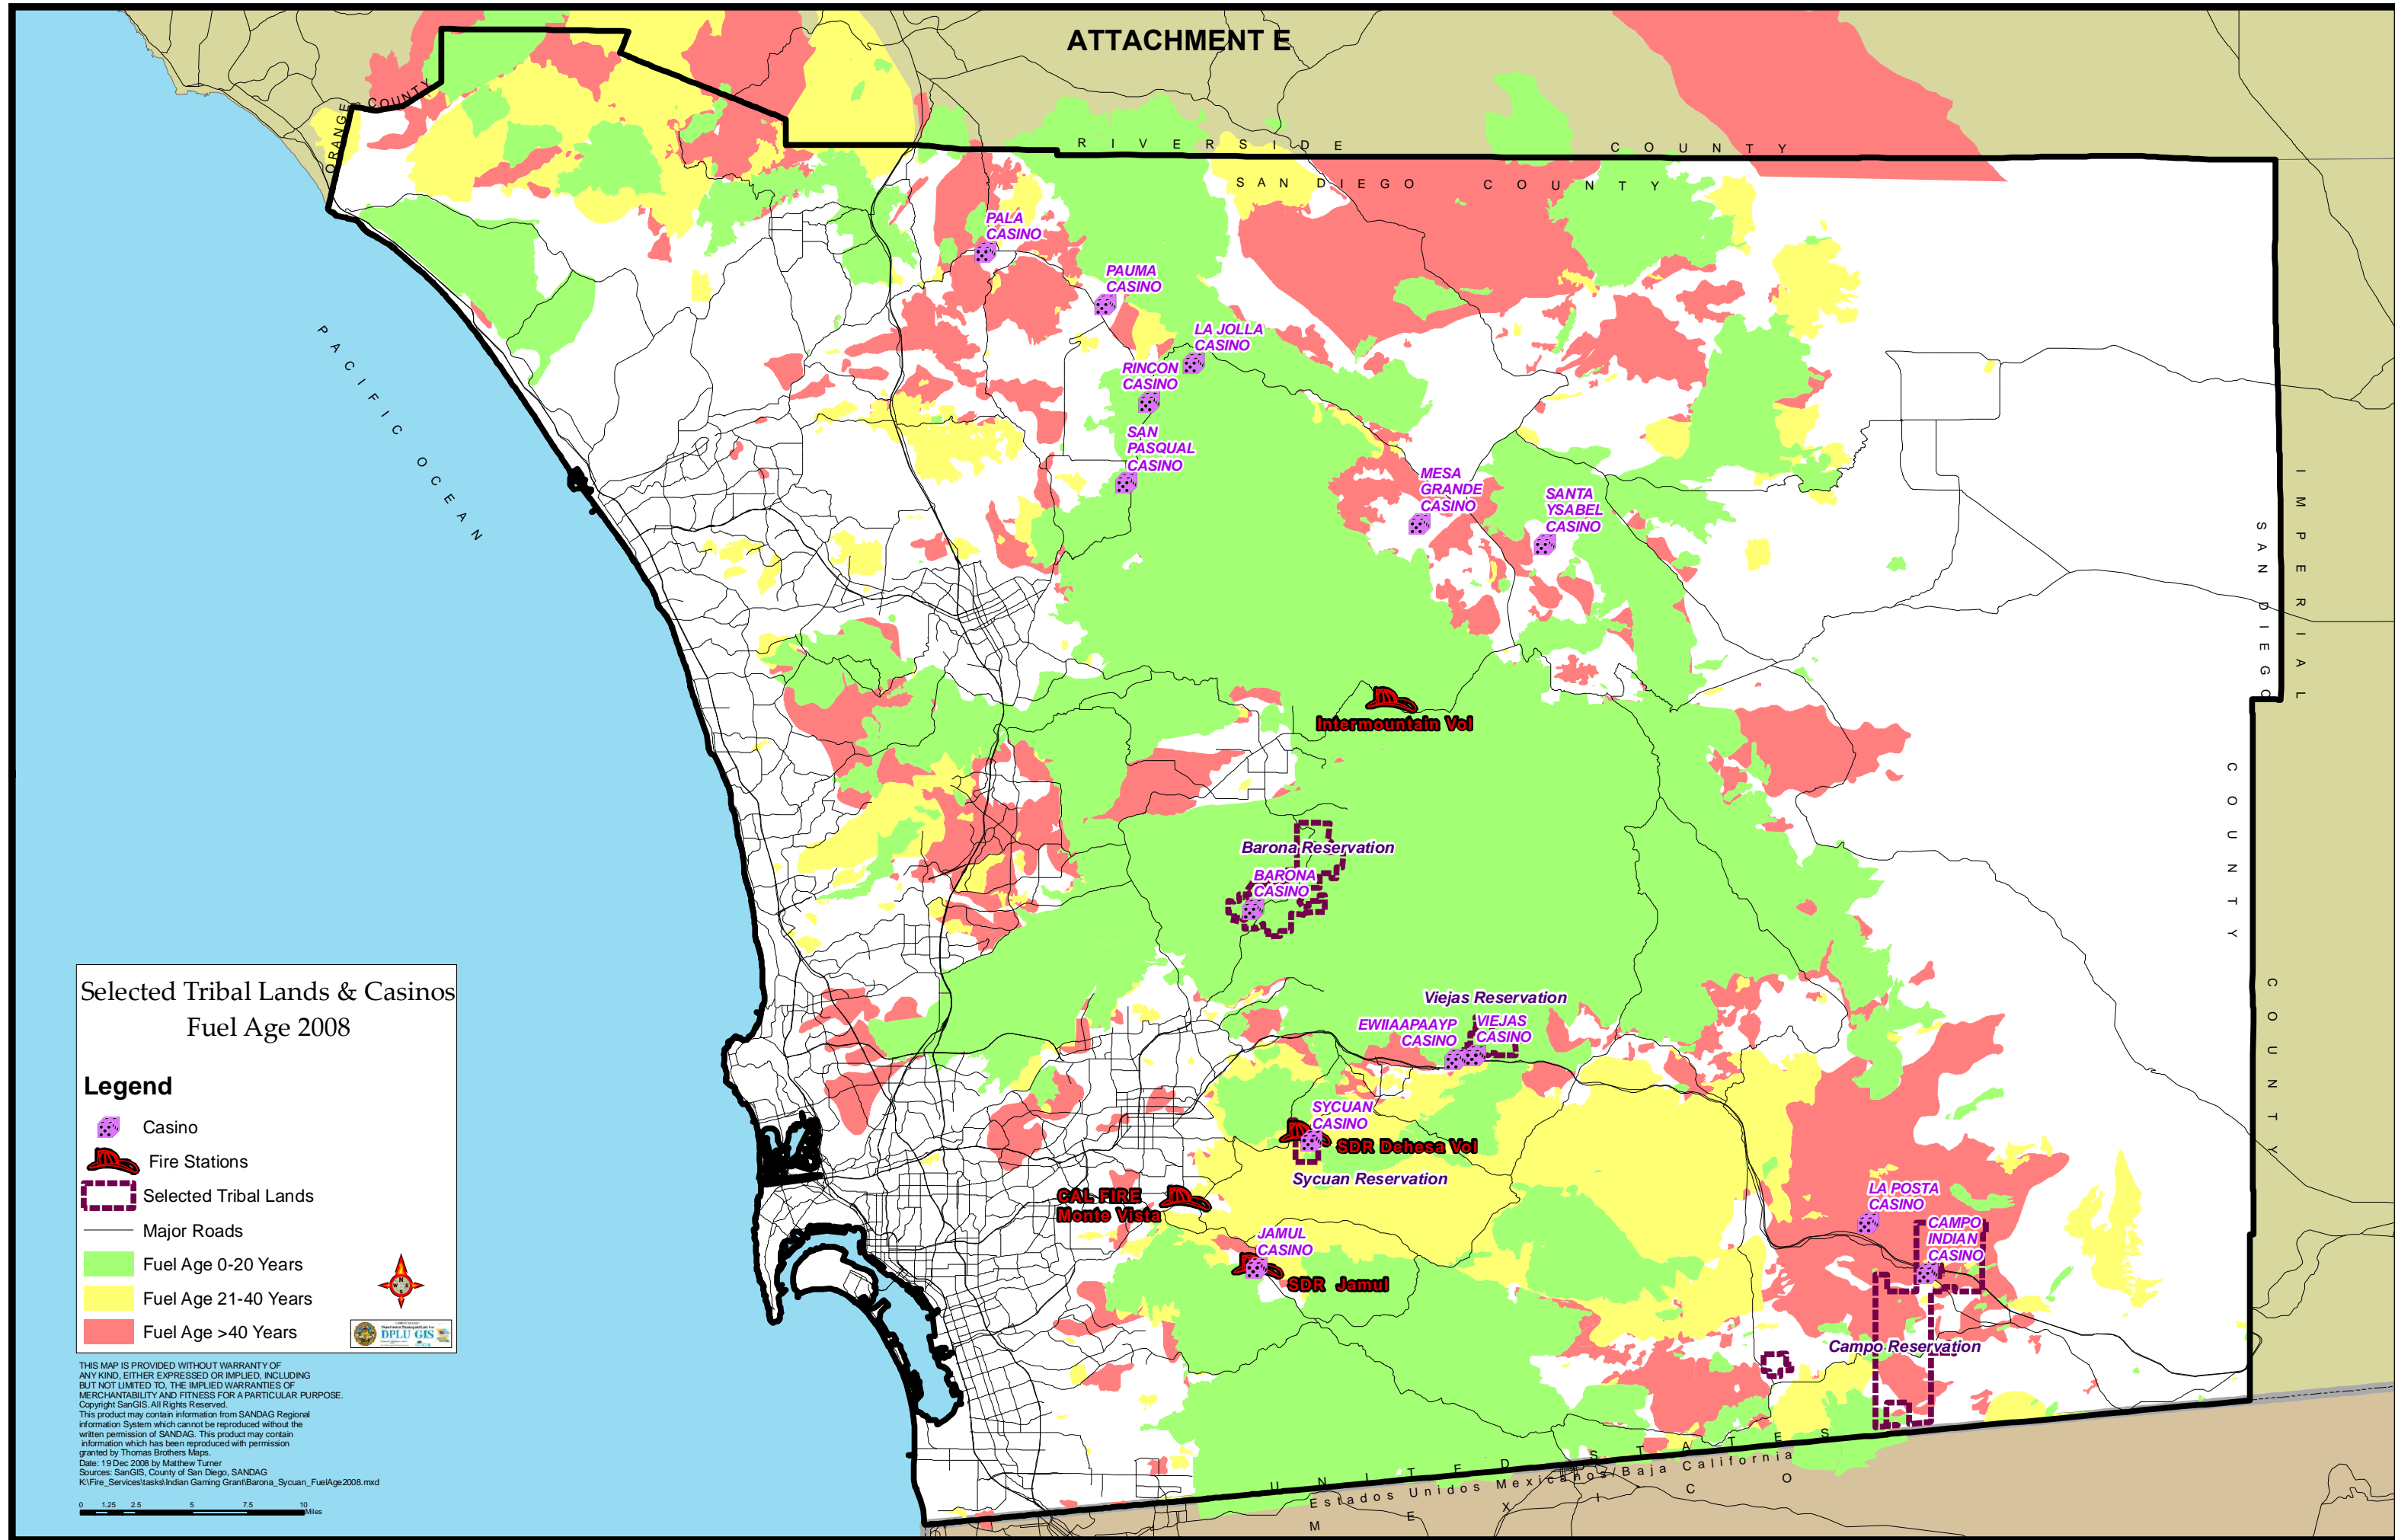 ATTACHMENT E
ORANGE COUNTY
RIVERSIDE COUNTY
SAN DIEGO COUNTY
PALA
CASINO
PAUMA
CASINO
LA JOLLA
CASINO
RINCON
CASINO
SAN
PASQUAL
CASINO
MESA
GRANDE
CASINO
SANTA
YSABEL
CASINO
PACIFIC OCEAN
IMPERIAL COUNTY
SAN DIEGO COUNTY
Intermountain Vol
Barona Reservation
BARONA
CASINO
Viejas Reservation
EWIIAAPAAYP
CASINO
VIEJAS
CASINO
SYCUAN
CASINO
SDR Dehesa Vol
Sycuan Reservation
CAL FIRE
Monte Vista
JAMUL
CASINO
SDR Jamul
LA POSTA
CASINO
CAMPO
INDIAN
CASINO
Campo Reservation
UNITED STATES
Estados Unidos Mexicanos/Baja California
MEXICO
Selected Tribal Lands & Casinos
Fuel Age 2008
Legend
Casino
Fire Stations
Selected Tribal Lands
Major Roads
Fuel Age 0-20 Years
Fuel Age 21-40 Years
Fuel Age >40 Years
N
W E
S
DPLU GIS
THIS MAP IS PROVIDED WITHOUT WARRANTY OF
ANY KIND, EITHER EXPRESSED OR IMPLIED, INCLUDING
BUT NOT LIMITED TO, THE IMPLIED WARRANTIES OF
MERCHANTABILITY AND FITNESS FOR A PARTICULAR PURPOSE.
Copyright SanGIS. All Rights Reserved.
This product may contain information from SANDAG Regional
information System which cannot be reproduced without the
written permission of SANDAG. This product may contain
information which has been reproduced with permission
granted by Thomas Brothers Maps.
Date: 19 Dec 2008 by Matthew Turner
Sources: SanGIS, County of San Diego, SANDAG
K:\Fire_Services\tasks\Indian Gaming Grant\Barona_Sycuan_FuelAge2008.mxd
0 1.25 2.5 5 7.5 10
Miles